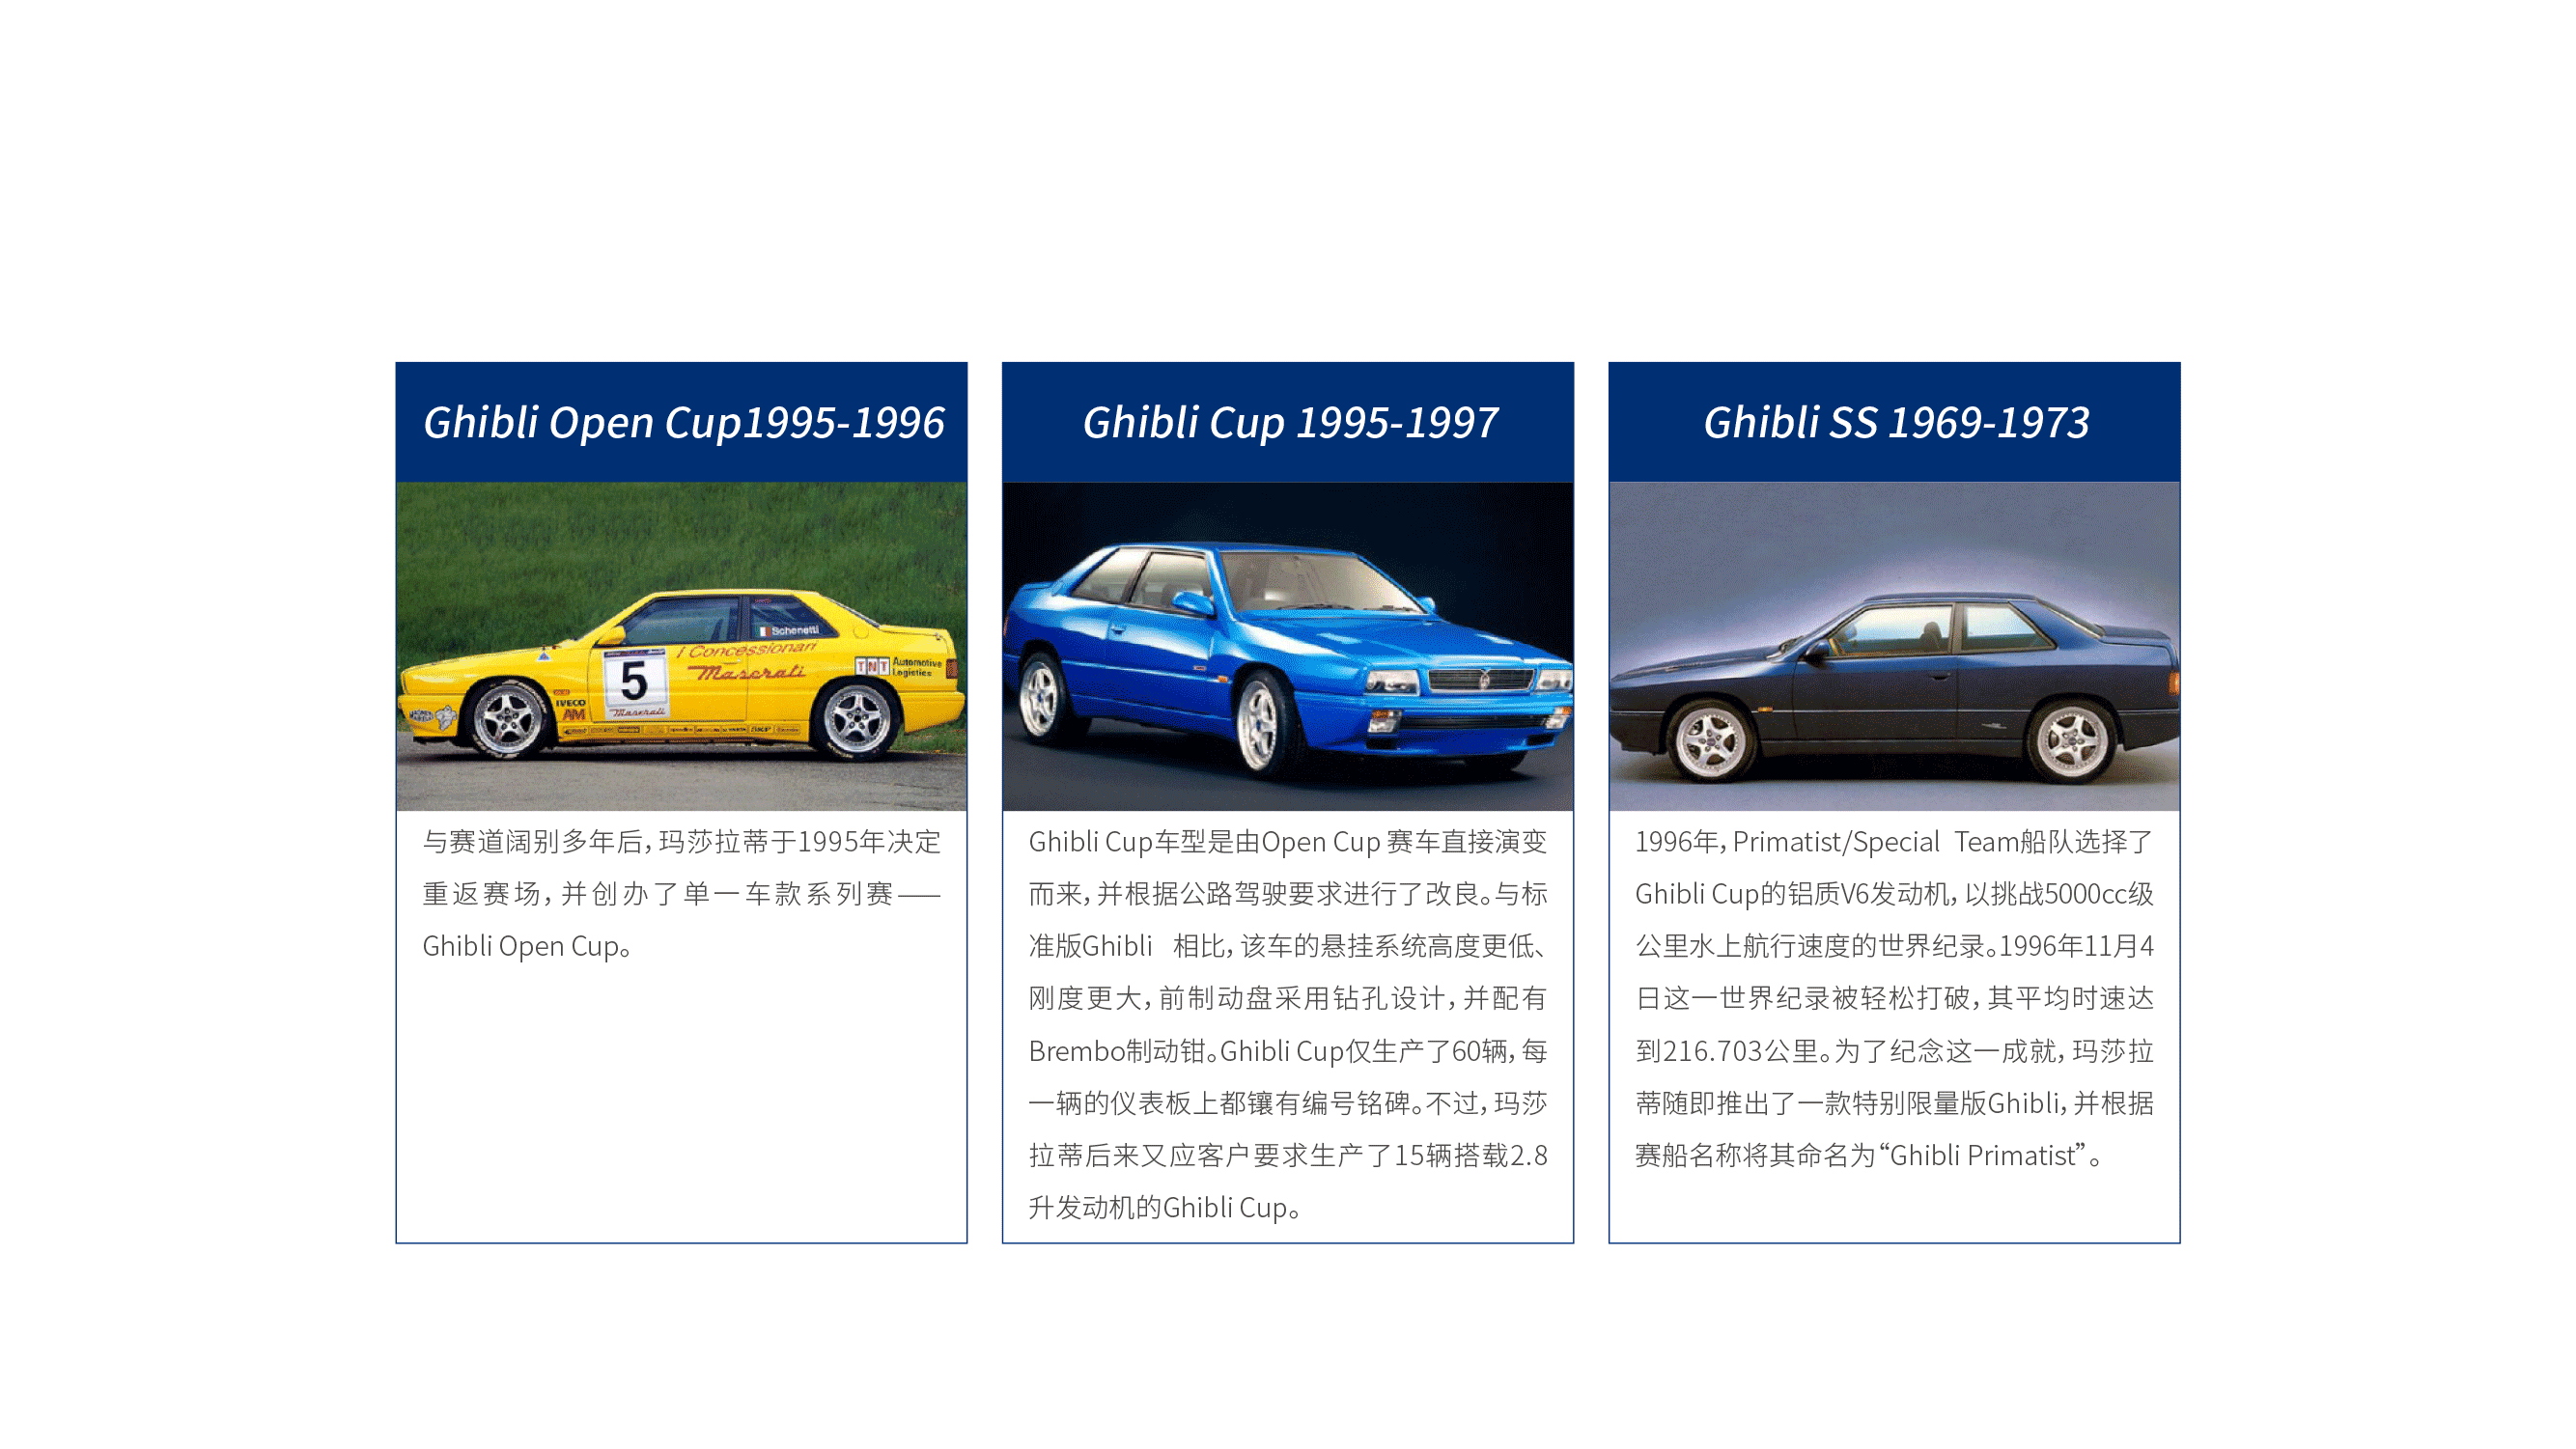 Ghibli Open Cup1995-1996
Schenetti
i Concessionari
Maserati
5
Maserati
TNT Automotive
Logistics
IVECO
AM
与赛道阔别多年后，玛莎拉蒂于1995年决定
重返赛场，并创办了单一车款系列赛——
Ghibli Open Cup。
Ghibli Cup 1995-1997
Ghibli Cup车型是由Open Cup 赛车直接演变
而来，并根据公路驾驶要求进行了改良。与标
准版Ghibli 相比，该车的悬挂系统高度更低、
刚度更大，前制动盘采用钻孔设计，并配有
Brembo制动钳。Ghibli Cup仅生产了60辆，每
一辆的仪表板上都镶有编号铭碑。不过，玛莎
拉蒂后来又应客户要求生产了15辆搭载2.8
升发动机的Ghibli Cup。
Ghibli SS 1969-1973
1996年，Primatist/Special Team船队选择了
Ghibli Cup的铝质V6发动机，以挑战5000cc级
公里水上航行速度的世界纪录。1996年11月4
日这一世界纪录被轻松打破，其平均时速达
到216.703公里。为了纪念这一成就，玛莎拉
蒂随即推出了一款特别限量版Ghibli，并根据
赛船名称将其命名为“Ghibli Primatist”。